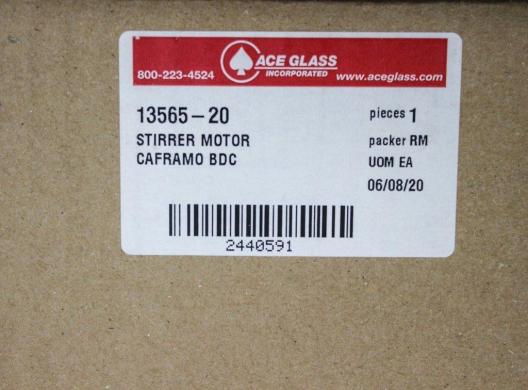 800-223-4524 ACE GLASS INCORPORATED www.aceglass.com
13565-20 pieces 1
STIRRER MOTOR packer RM
CAFRAMO BDC UOM EA
06/08/20
2440591